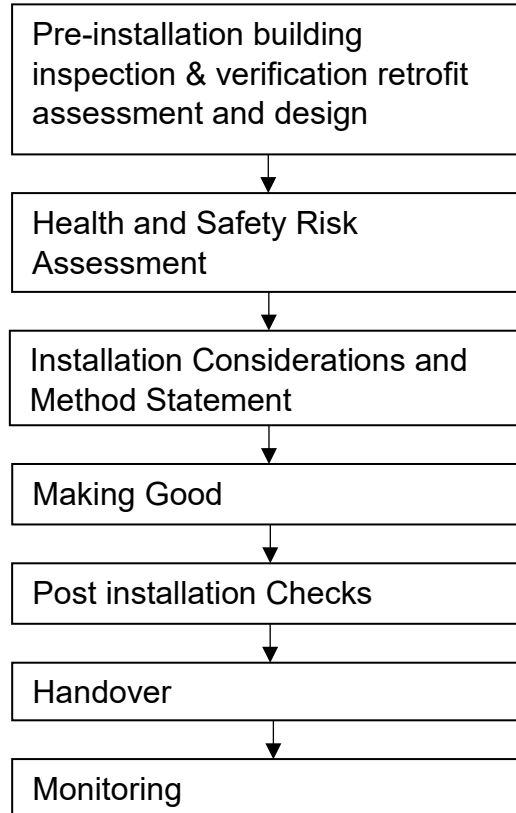 Pre-installation building
inspection & verification retrofit
assessment and design
Health and Safety Risk
Assessment
Installation Considerations and
Method Statement
Making Good
Post installation Checks
Handover
Monitoring